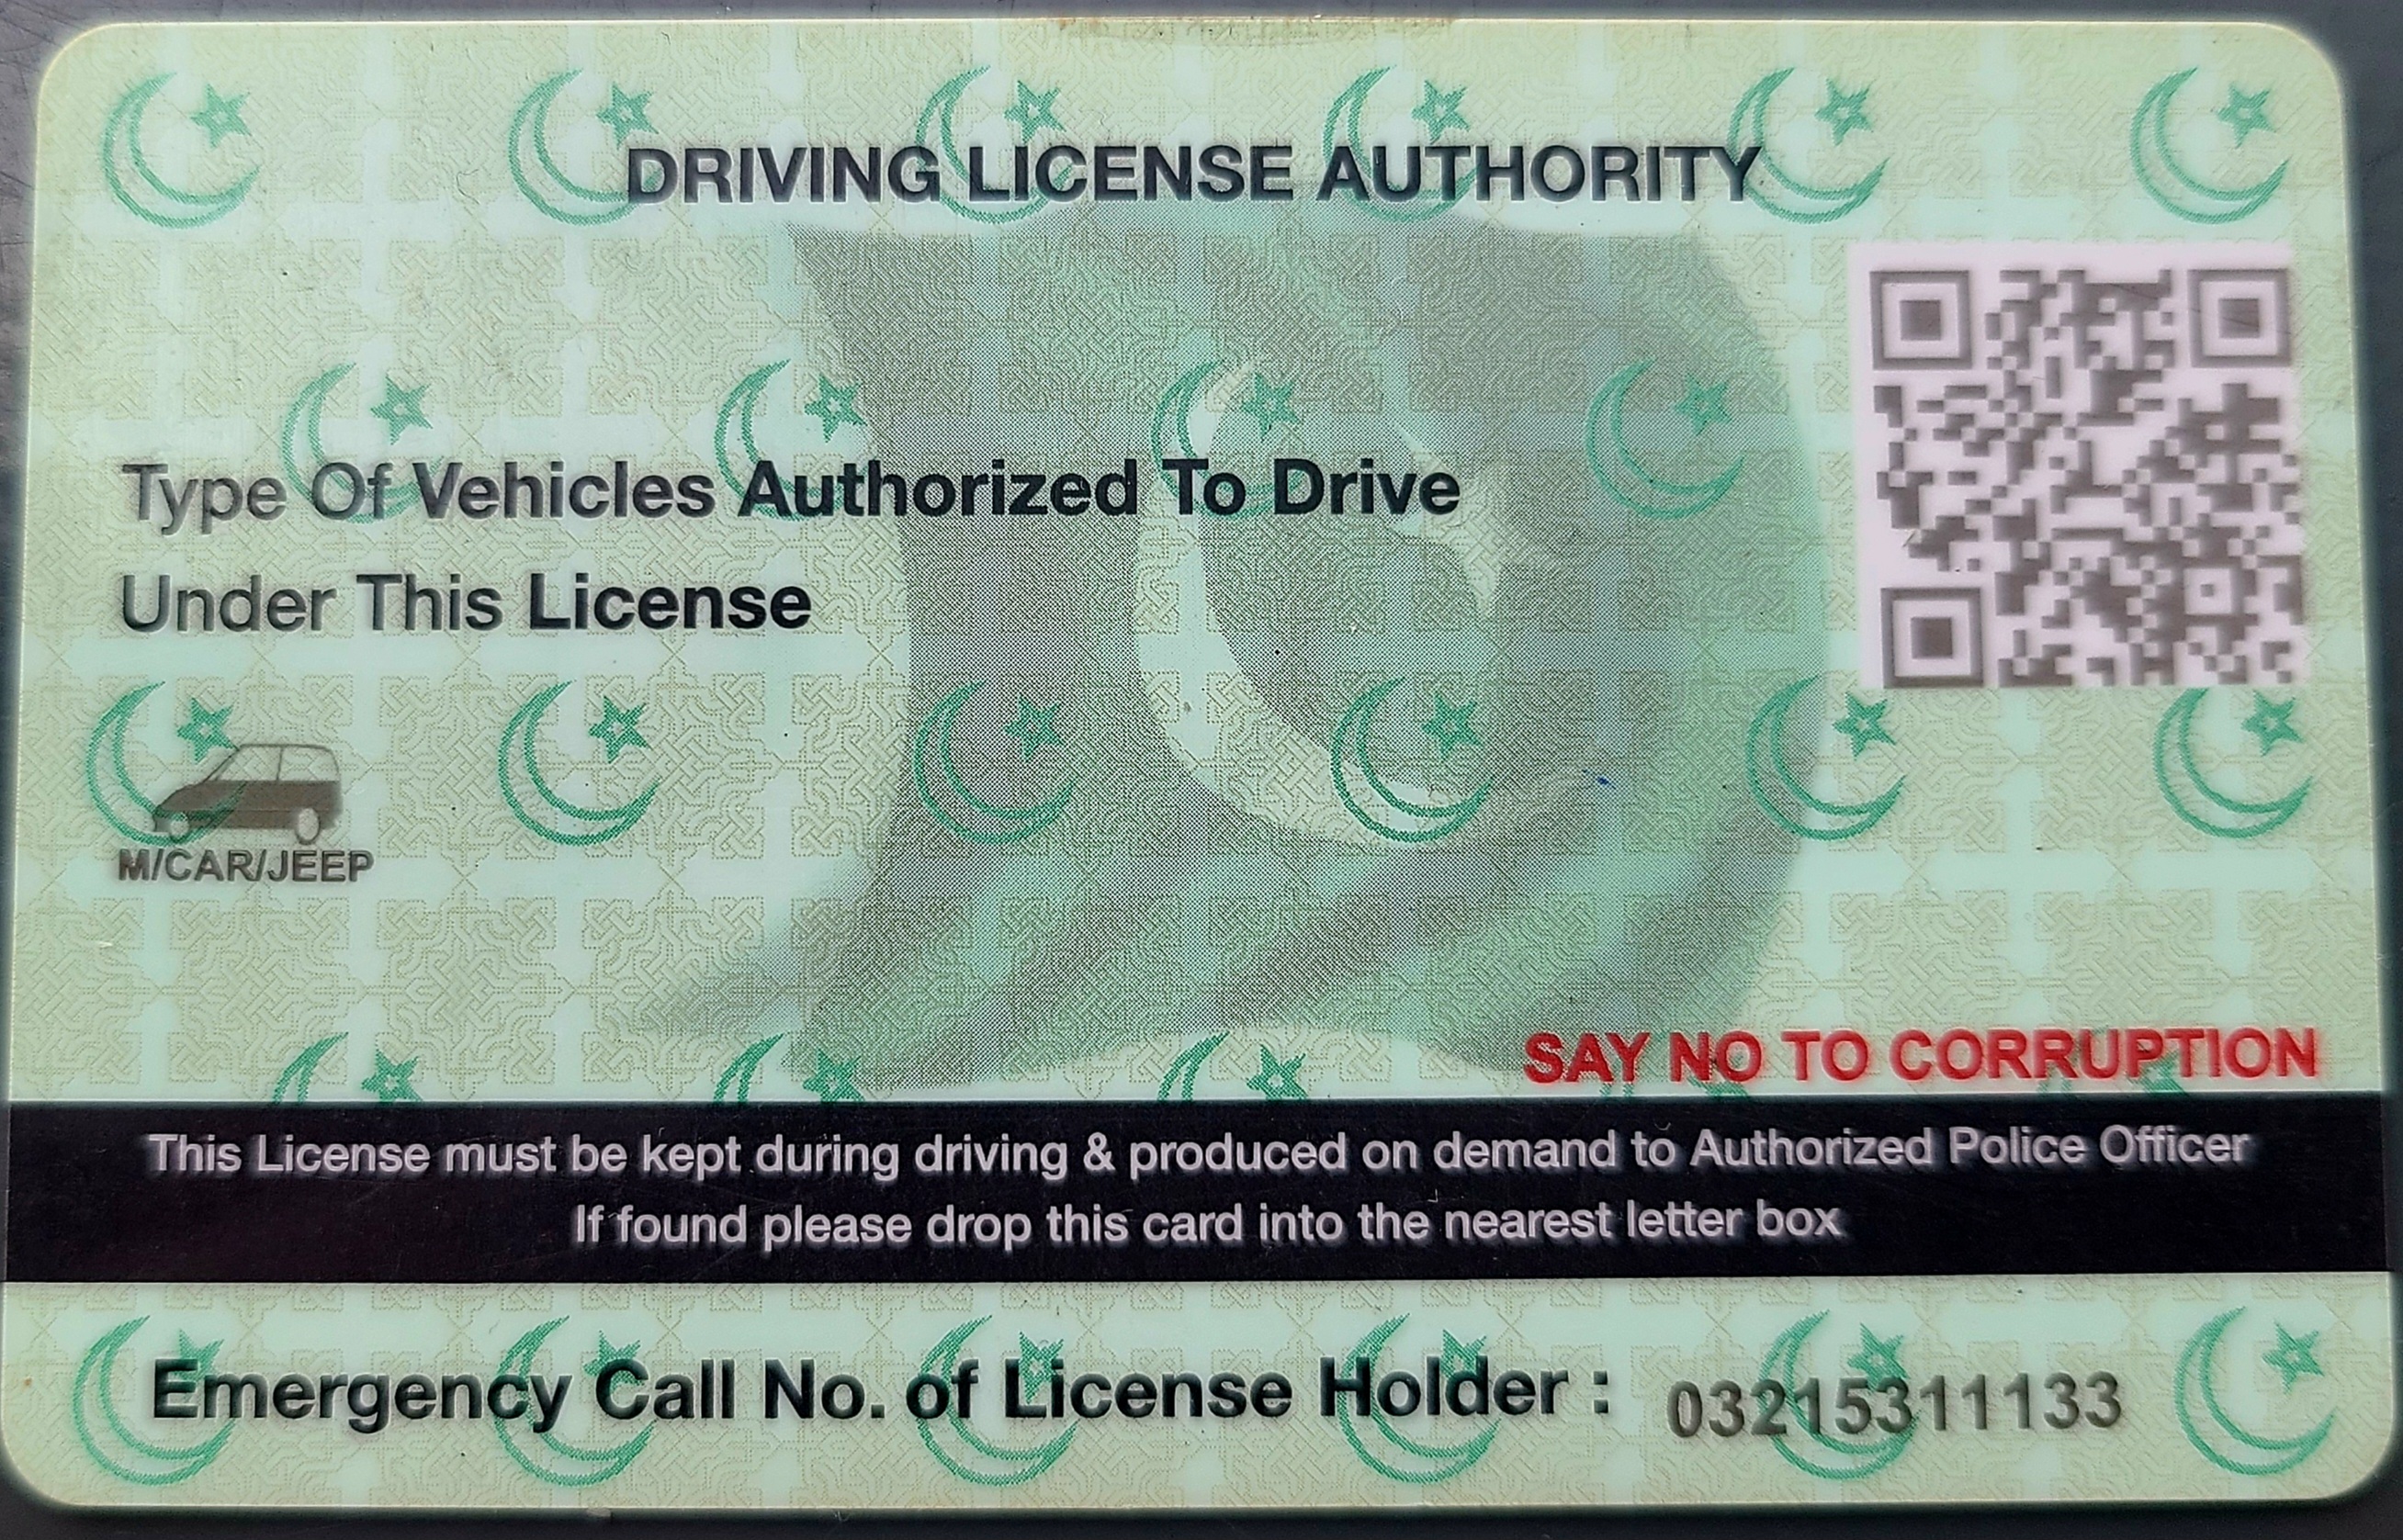 DRIVING LICENSE AUTHORITY
Type Of Vehicles Authorized To Drive
Under This License
M/CAR/JEEP
SAY NO TO CORRUPTION
This License must be kept during driving & produced on demand to Authorized Police Officer
If found please drop this card into the nearest letter box
Emergency Call No. of License Holder : 03215311133